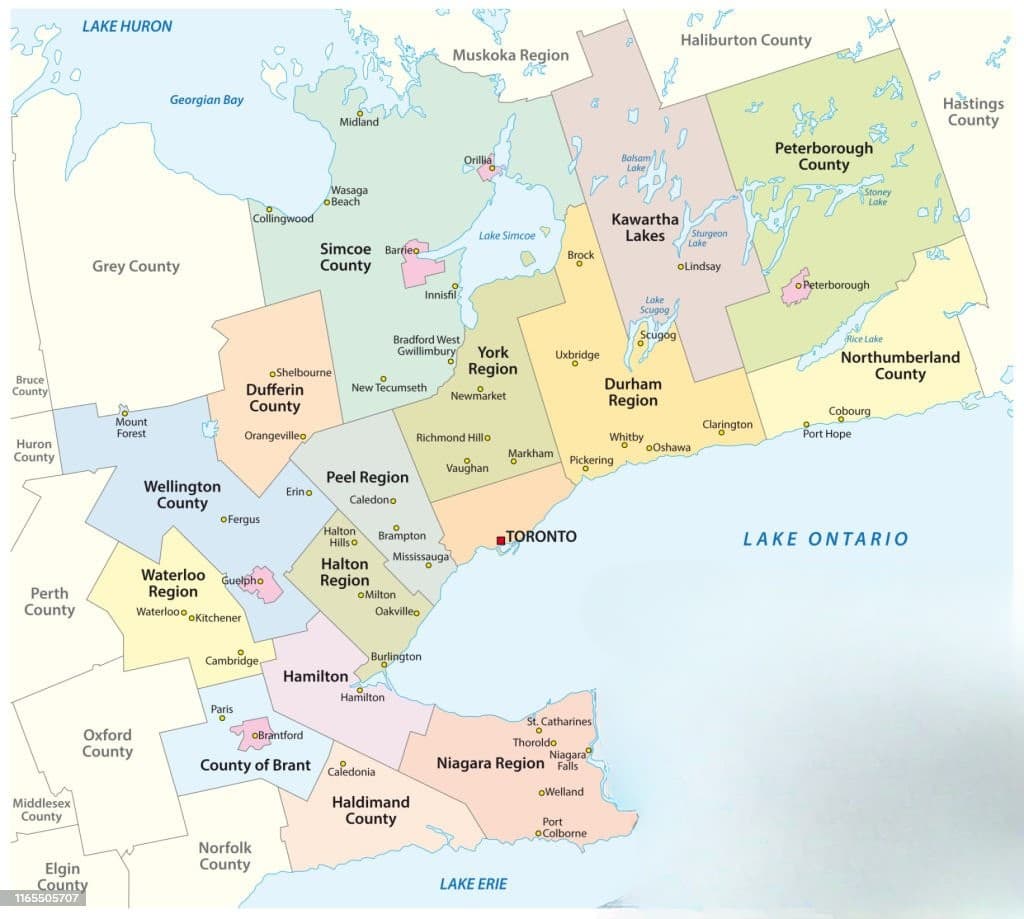 LAKE HURON
Muskoka Region
Haliburton County
Georgian Bay
Hastings
County
Midland
Peterborough
County
Orillia
Balsam
Lake
Wasaga
Beach
Stoney
Lake
Collingwood
Kawartha
Lakes
Sturgeon
Lake
Lake Simcoe
Simcoe
County
Barrie
Brock
Grey County
Lindsay
Innisfil
Peterborough
Lake
Scugog
Scugog
Rice Lake
Bradford West
Gwillimbury
York
Region
Uxbridge
Northumberland
County
Shelbourne
Dufferin
County
New Tecumseth
Newmarket
Durham
Region
Bruce
County
Mount
Forest
Cobourg
Port Hope
Clarington
Orangeville
Richmond Hill
Whitby
Oshawa
Huron
County
Markham
Vaughan
Pickering
Wellington
County
Erin
Peel Region
Caledon
Fergus
Brampton
TORONTO
LAKE ONTARIO
Halton
Hills
Mississauga
Halton
Region
Waterloo
Region
Guelph
Perth
County
Milton
Waterloo
Kitchener
Oakville
Cambridge
Burlington
Hamilton
Hamilton
Paris
Brantford
County of Brant
St. Catharines
Thorold
Niagara
Falls
Oxford
County
Caledonia
Niagara Region
Welland
Haldimand
County
Middlesex
County
Port
Colborne
Norfolk
County
Elgin
County
LAKE ERIE
1165505707